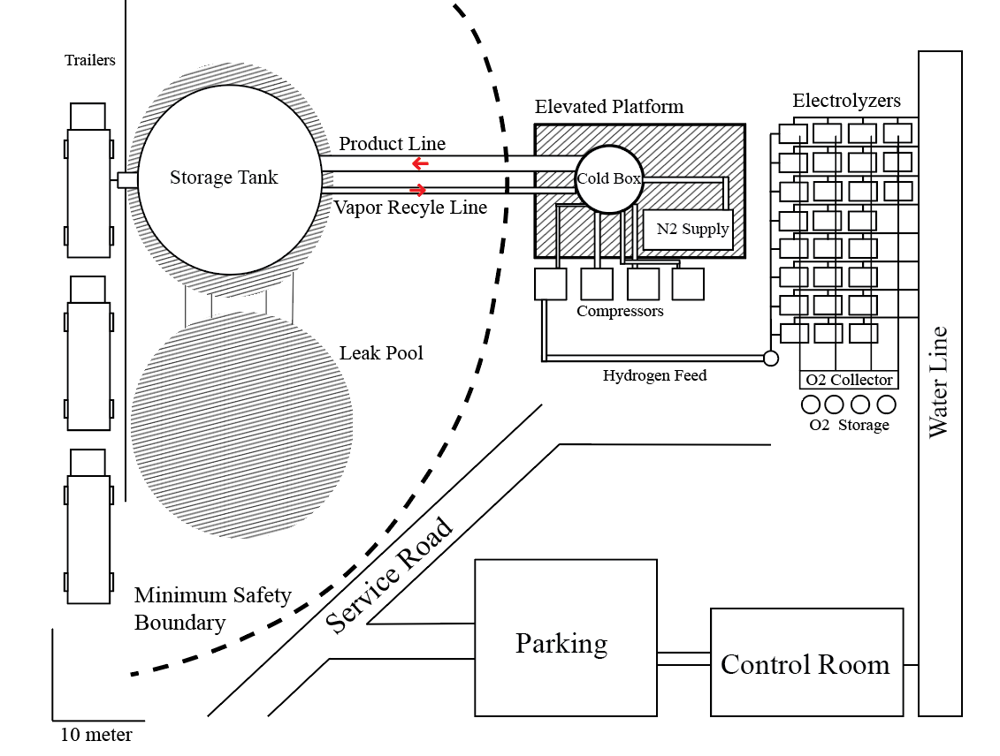 Trailers
Electrolyzers
Elevated Platform
Product Line
Storage Tank
Cold Box
Vapor Recyle Line
N2 Supply
Compressors
Leak Pool
Hydrogen Feed
O2 Collector
O2 Storage
Water Line
Service Road
Minimum Safety
Boundary
Parking
Control Room
10 meter